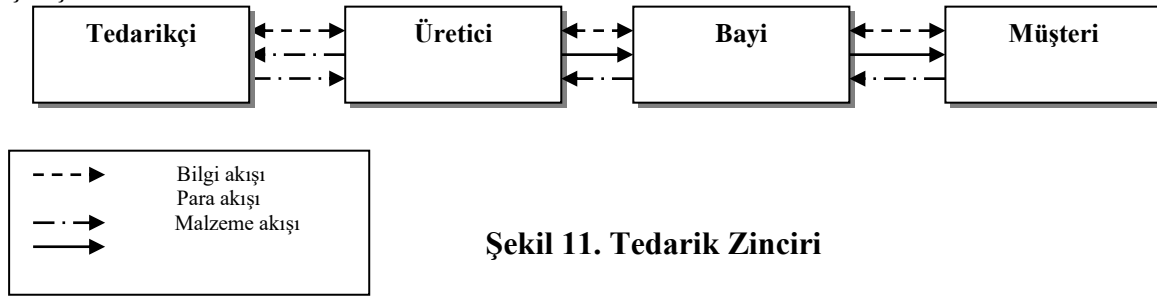 Tedarikçi
Üretici
Bayi
Müşteri
Bilgi akışı
Para akışı
Malzeme akışı
Şekil 11. Tedarik Zinciri